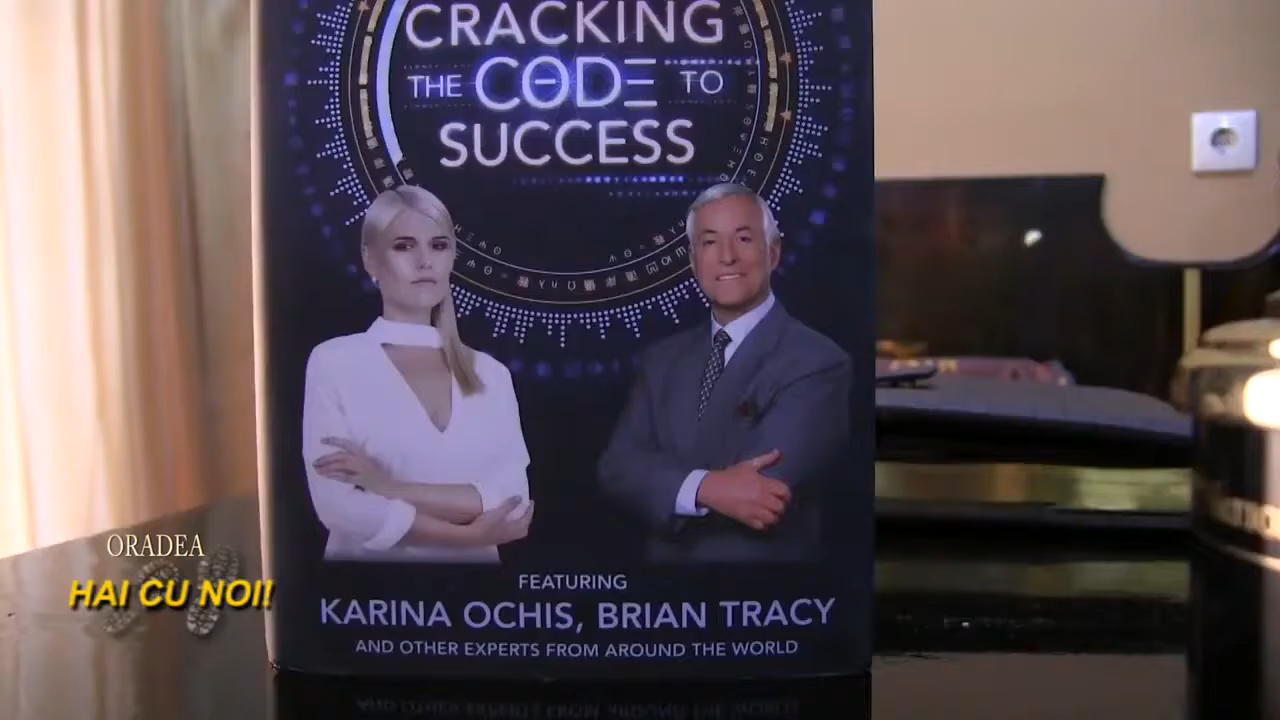 CRACKING
THE CODE TO
SUCCESS
FEATURING
KARINA OCHIS, BRIAN TRACY
AND OTHER EXPERTS FROM AROUND THE WORLD
ORADEA
HAI CU NOI!